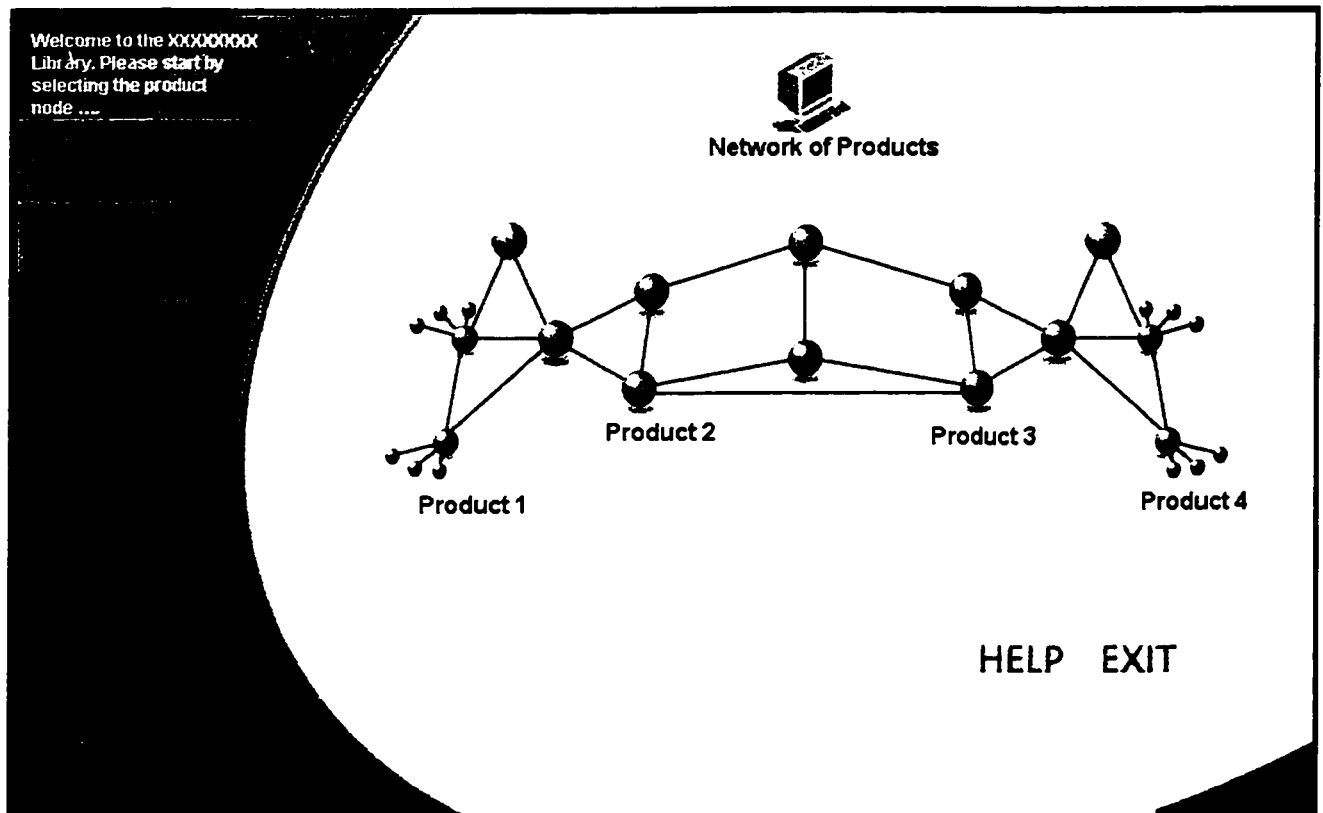 Welcome to the XXXXXXXX
Library. Please start by
selecting the product
node ....
Network of Products
Product 2
Product 3
Product 1
Product 4
HELP EXIT